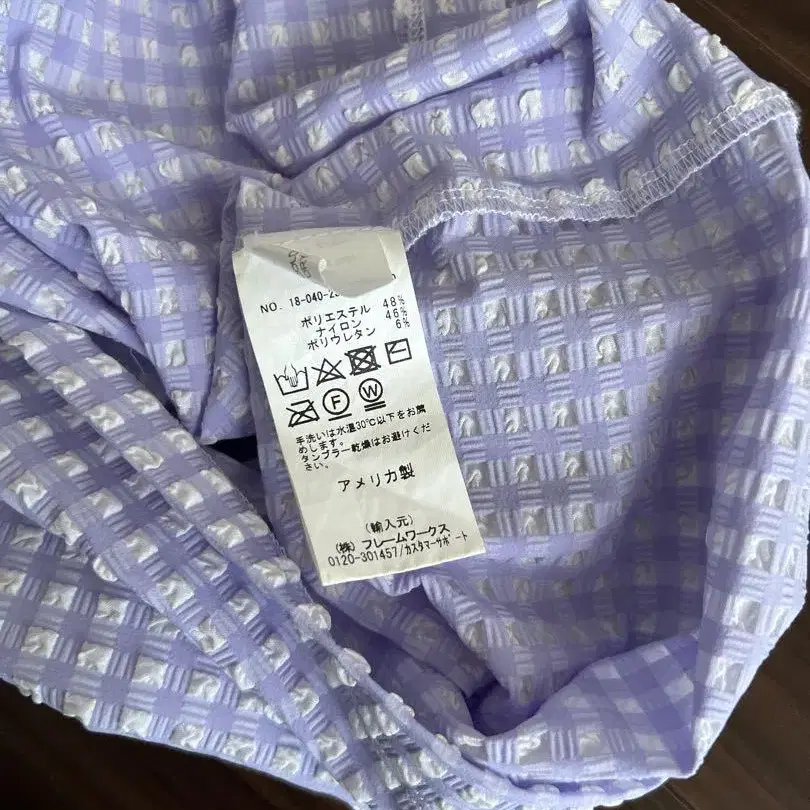 NO. 18-040-2
ポリエステル 48%
ナイロン 46%
ポリウレタン 6%
F W
手洗いは水温30℃以下をお薦
めします。
タンブラー乾燥はお避けくだ
さい。
アメリカ製
(輸入元)
(株) フレームワークス
0120-301457/カスタマーサポート